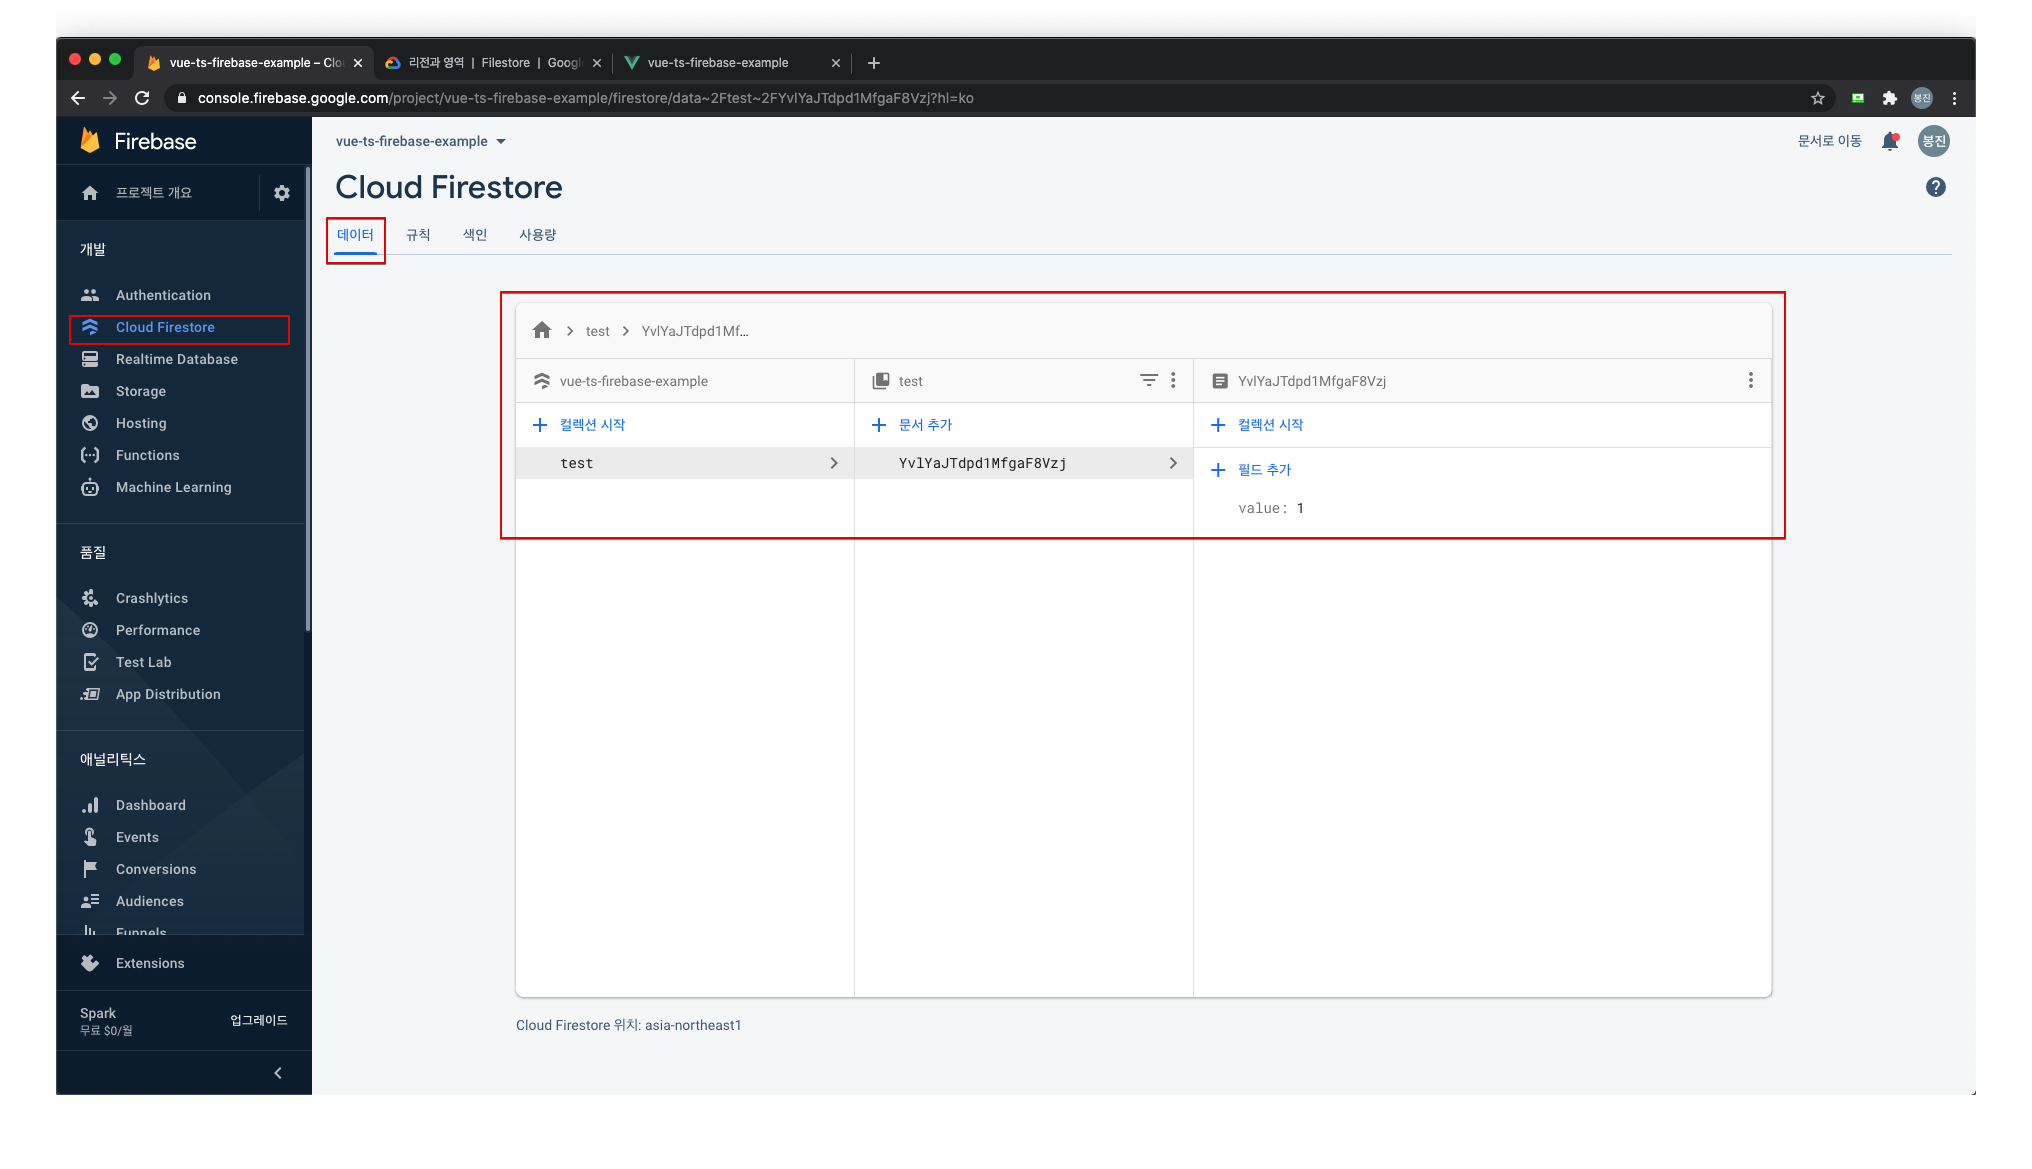 vue-ts-firebase-example – Clo
리전과 영역 | Filestore | Googl
vue-ts-firebase-example
console.firebase.google.com/project/vue-ts-firebase-example/firestore/data~2Ftest~2FYvlYaJTdpd1MfgaF8Vzj?hl=ko
봉진
Firebase
프로젝트 개요
개발
Authentication
Cloud Firestore
Realtime Database
Storage
Hosting
Functions
Machine Learning
품질
Crashlytics
Performance
Test Lab
App Distribution
애널리틱스
Dashboard
Events
Conversions
Audiences
Funnels
Extensions
Spark
무료 $0/월
업그레이드
vue-ts-firebase-example
문서로 이동
봉진
Cloud Firestore
데이터 규칙 색인 사용량
test YvlYaJTdpd1Mf...
vue-ts-firebase-example
test
YvlYaJTdpd1MfgaF8Vzj
컬렉션 시작
문서 추가
컬렉션 시작
test
YvlYaJTdpd1MfgaF8Vzj
필드 추가
value: 1
Cloud Firestore 위치: asia-northeast1